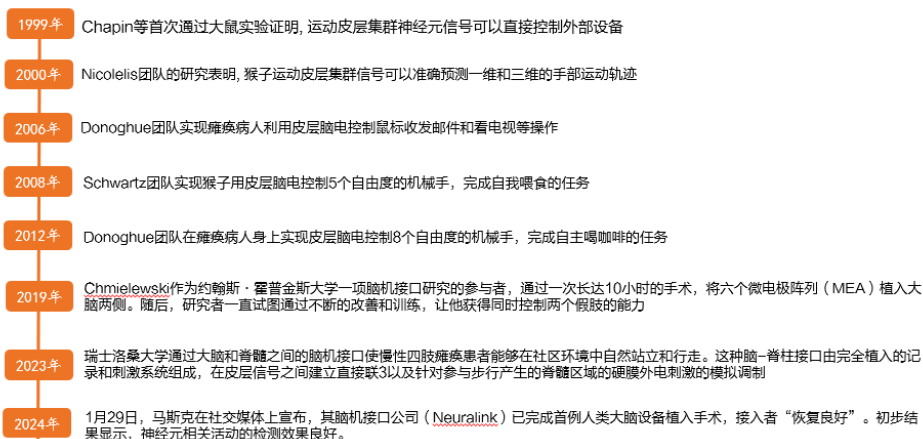 1999年
Chapin等首次通过大鼠实验证明, 运动皮层集群神经元信号可以直接控制外部设备
2000年
Nicolelis团队的研究表明, 猴子运动皮层集群信号可以准确预测一维和三维的手部运动轨迹
2006年
Donoghue团队实现瘫痪病人利用皮层脑电控制鼠标收发邮件和看电视等操作
2008年
Schwartz团队实现猴子用皮层脑电控制5个自由度的机械手，完成自我喂食的任务
2012年
Donoghue团队在瘫痪病人身上实现皮层脑电控制8个自由度的机械手，完成自主喝咖啡的任务
2019年
Chmielewski作为约翰斯·霍普金斯大学一项脑机接口研究的参与者，通过一次长达10小时的手术，将六个微电极阵列（MEA）植入大
脑两侧。随后，研究者一直试图通过不断的改善和训练，让他获得同时控制两个假肢的能力
2023年
瑞士洛桑大学通过大脑和脊髓之间的脑机接口使慢性四肢瘫痪患者能够在社区环境中自然站立和行走。这种脑-脊柱接口由完全植入的记
录和刺激系统组成，在皮层信号之间建立直接联3以及针对参与步行产生的脊髓区域的硬膜外电刺激的模拟调制
2024年
1月29日，马斯克在社交媒体上宣布，其脑机接口公司（Neuralink）已完成首例人类大脑设备植入手术，接入者“恢复良好”。初步结
果显示，神经元相关活动的检测效果良好。